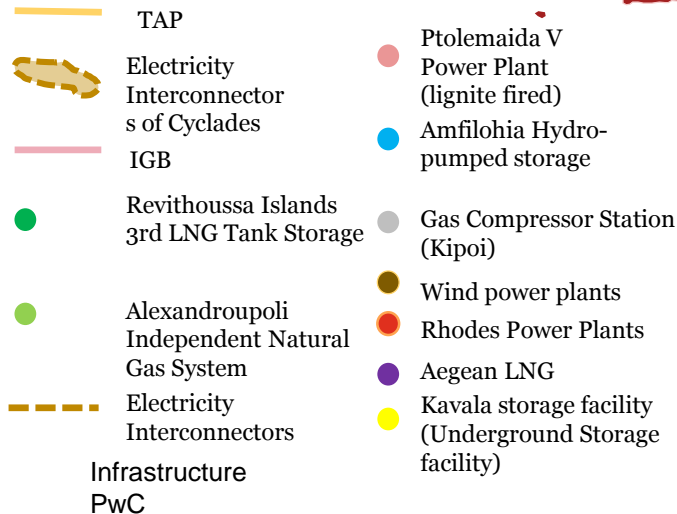 TAP
Electricity
Interconnector
s of Cyclades
IGB
Revithoussa Islands
3rd LNG Tank Storage
Alexandroupoli
Independent Natural
Gas System
Electricity
Interconnectors
Ptolemaida V
Power Plant
(lignite fired)
Amfilohia Hydro-
pumped storage
Gas Compressor Station
(Kipoi)
Wind power plants
Rhodes Power Plants
Aegean LNG
Kavala storage facility
(Underground Storage
facility)
Infrastructure
PwC